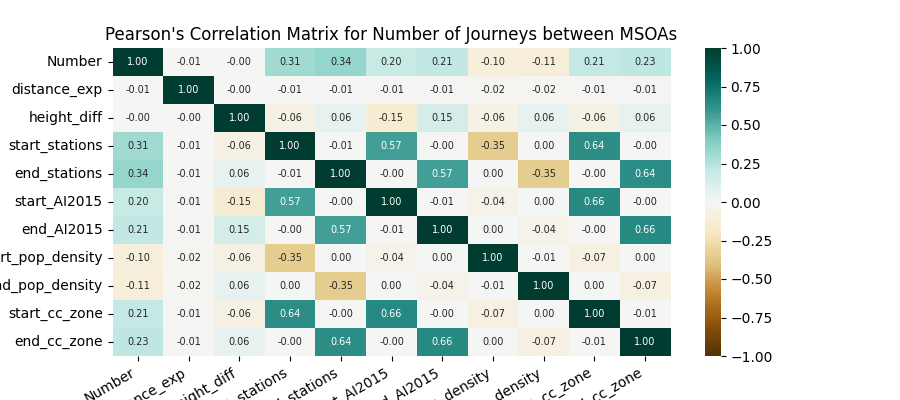 Pearson's Correlation Matrix for Number of Journeys between MSOAs
Number 1.00 -0.01 -0.00 0.31 0.34 0.20 0.21 -0.10 -0.11 0.21 0.23
distance_exp -0.01 1.00 -0.00 -0.01 -0.01 -0.01 -0.01 -0.02 -0.02 -0.01 -0.01
height_diff -0.00 -0.00 1.00 -0.06 0.06 -0.15 0.15 -0.06 0.06 -0.06 0.06
start_stations 0.31 -0.01 -0.06 1.00 -0.01 0.57 -0.00 -0.35 0.00 0.64 -0.00
end_stations 0.34 -0.01 0.06 -0.01 1.00 -0.00 0.57 0.00 -0.35 -0.00 0.64
start_AI2015 0.20 -0.01 -0.15 0.57 -0.00 1.00 -0.01 -0.04 0.00 0.66 -0.00
end_AI2015 0.21 -0.01 0.15 -0.00 0.57 -0.01 1.00 0.00 -0.04 -0.00 0.66
rt_pop_density -0.10 -0.02 -0.06 -0.35 0.00 -0.04 0.00 1.00 -0.01 -0.07 0.00
nd_pop_density -0.11 -0.02 0.06 0.00 -0.35 0.00 -0.04 -0.01 1.00 0.00 -0.07
start_cc_zone 0.21 -0.01 -0.06 0.64 -0.00 0.66 -0.00 -0.07 0.00 1.00 -0.01
end_cc_zone 0.23 -0.01 0.06 -0.00 0.64 -0.00 0.66 0.00 -0.07 -0.01 1.00
Number ance_exp ight_diff _stations _stations _AI2015 _AI2015 _density _density _cc_zone _cc_zone
1.00
0.75
0.50
0.25
0.00
−0.25
−0.50
−0.75
−1.00